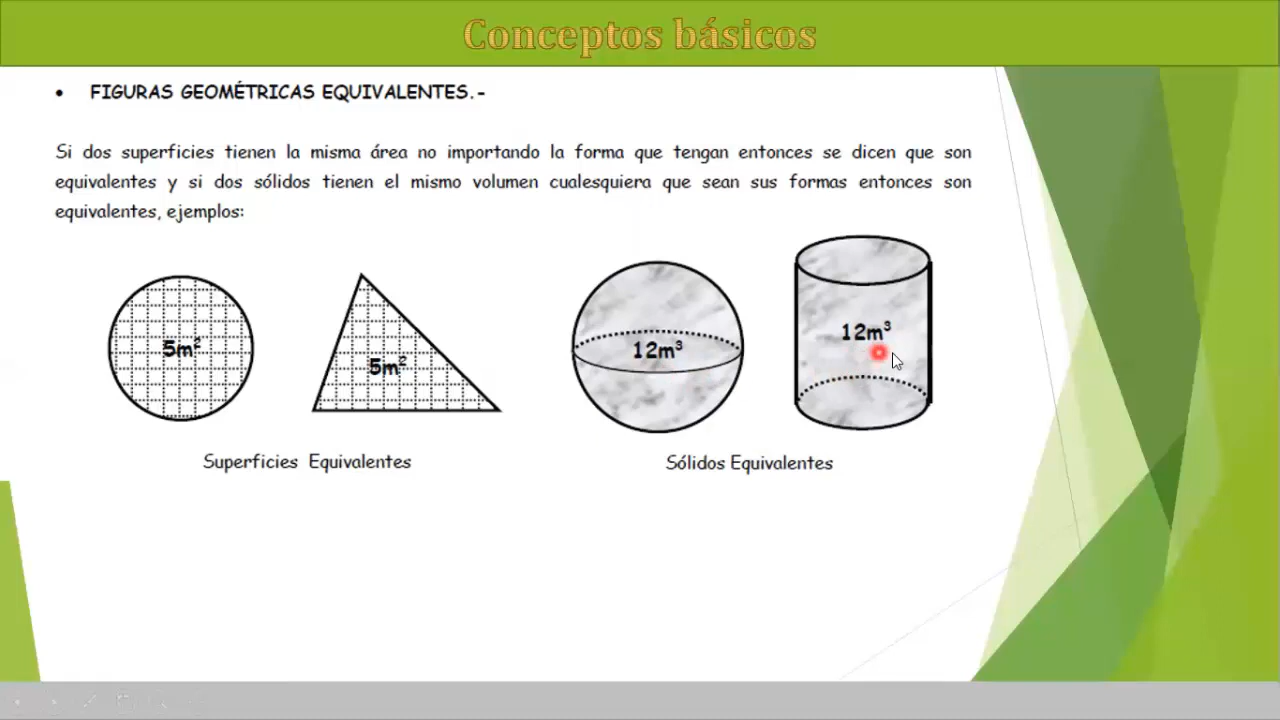 Conceptos básicos
• FIGURAS GEOMÉTRICAS EQUIVALENTES.-
Si dos superficies tienen la misma área no importando la forma que tengan entonces se dicen que son
equivalentes y si dos sólidos tienen el mismo volumen cualesquiera que sean sus formas entonces son
equivalentes, ejemplos:
5m²
5m²
12m³
12m³
Superficies Equivalentes
Sólidos Equivalentes